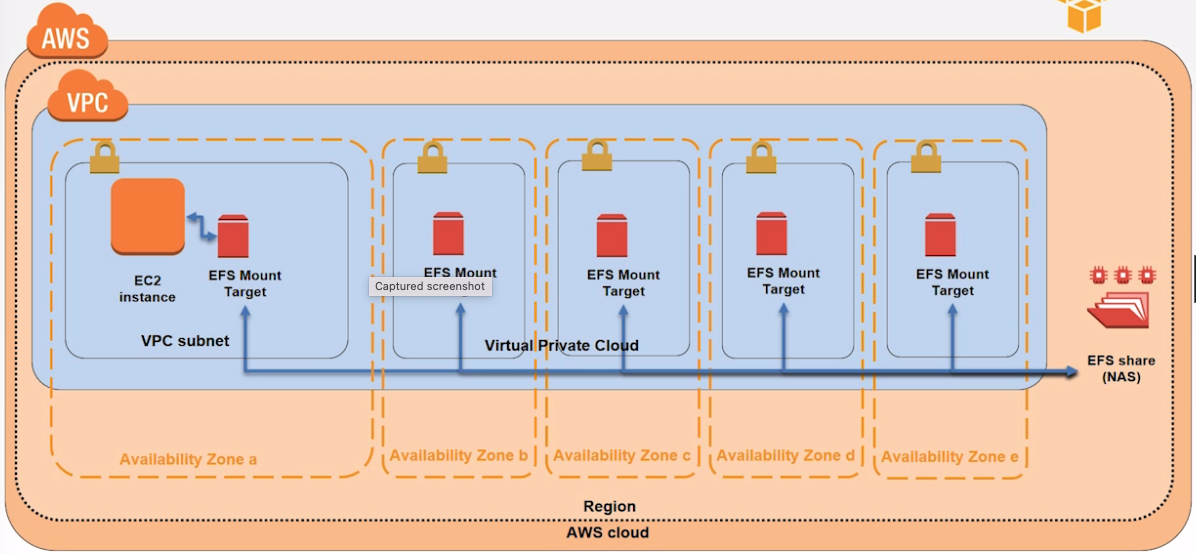 AWS
VPC
EC2
instance
EFS Mount
Target
VPC subnet
EFS Mount
Captured screenshot
EFS Mount
Target
EFS Mount
Target
EFS Mount
Target
Virtual Private Cloud
EFS share
(NAS)
Availability Zone a
Availability Zone b
Availability Zone c
Availability Zone d
Availability Zone e
Region
AWS cloud